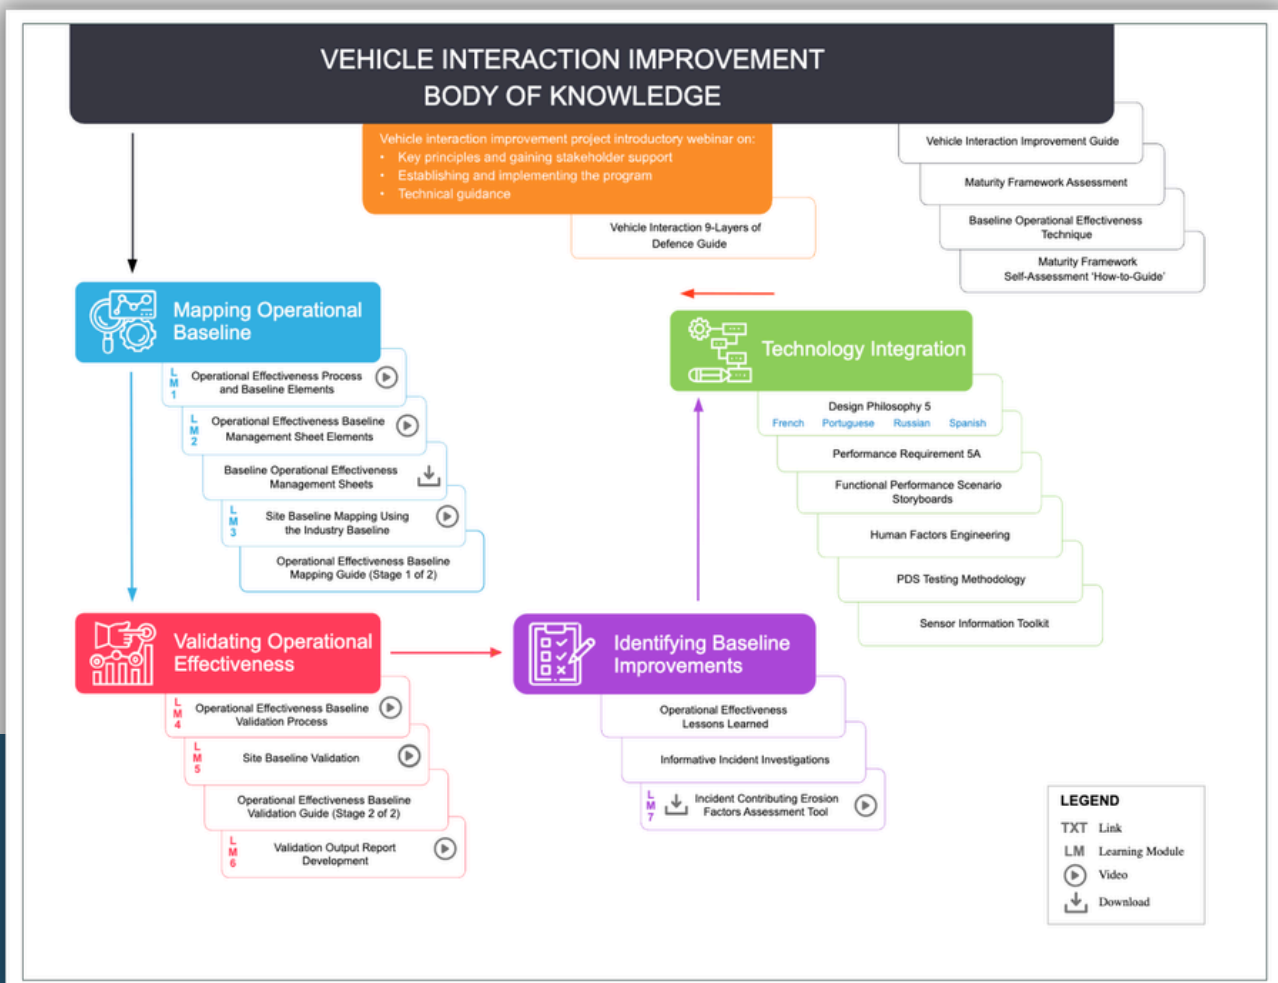 VEHICLE INTERACTION IMPROVEMENT
BODY OF KNOWLEDGE
Vehicle interaction improvement project introductory webinar on:
• Key principles and gaining stakeholder support
• Establishing and implementing the program
• Technical guidance
Vehicle Interaction 9-Layers of
Defence Guide
Vehicle Interaction Improvement Guide
Maturity Framework Assessment
Baseline Operational Effectiveness
Technique
Maturity Framework
Self-Assessment 'How-to-Guide'
Mapping Operational
Baseline
LM1
Operational Effectiveness Process
and Baseline Elements
LM2
Operational Effectiveness Baseline
Management Sheet Elements
Baseline Operational Effectiveness
Management Sheets
LM3
Site Baseline Mapping Using
the Industry Baseline
Operational Effectiveness Baseline
Mapping Guide (Stage 1 of 2)
Validating Operational
Effectiveness
LM4
Operational Effectiveness Baseline
Validation Process
LM5
Site Baseline Validation
Operational Effectiveness Baseline
Validation Guide (Stage 2 of 2)
LM6
Validation Output Report
Development
Identifying Baseline
Improvements
Operational Effectiveness
Lessons Learned
Informative Incident Investigations
LM7
Incident Contributing Erosion
Factors Assessment Tool
Technology Integration
Design Philosophy 5
French Portuguese Russian Spanish
Performance Requirement 5A
Functional Performance Scenario
Storyboards
Human Factors Engineering
PDS Testing Methodology
Sensor Information Toolkit
LEGEND
TXT Link
LM Learning Module
Video
Download